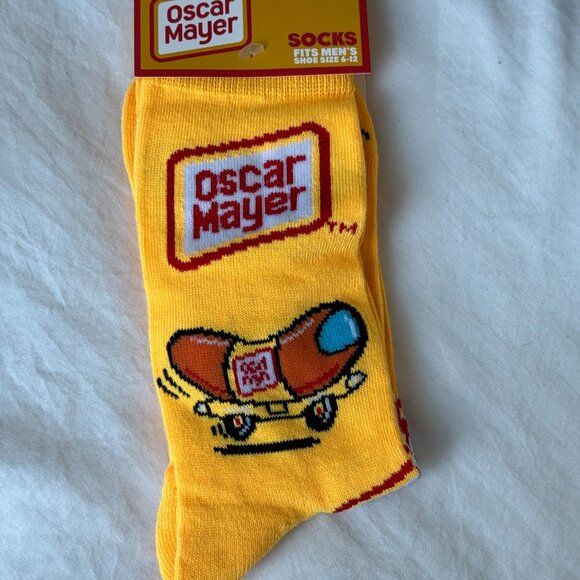 Oscar
Mayer
SOCKS
FITS MEN'S
SHOE SIZE 6-12
Oscar
Mayer
TM